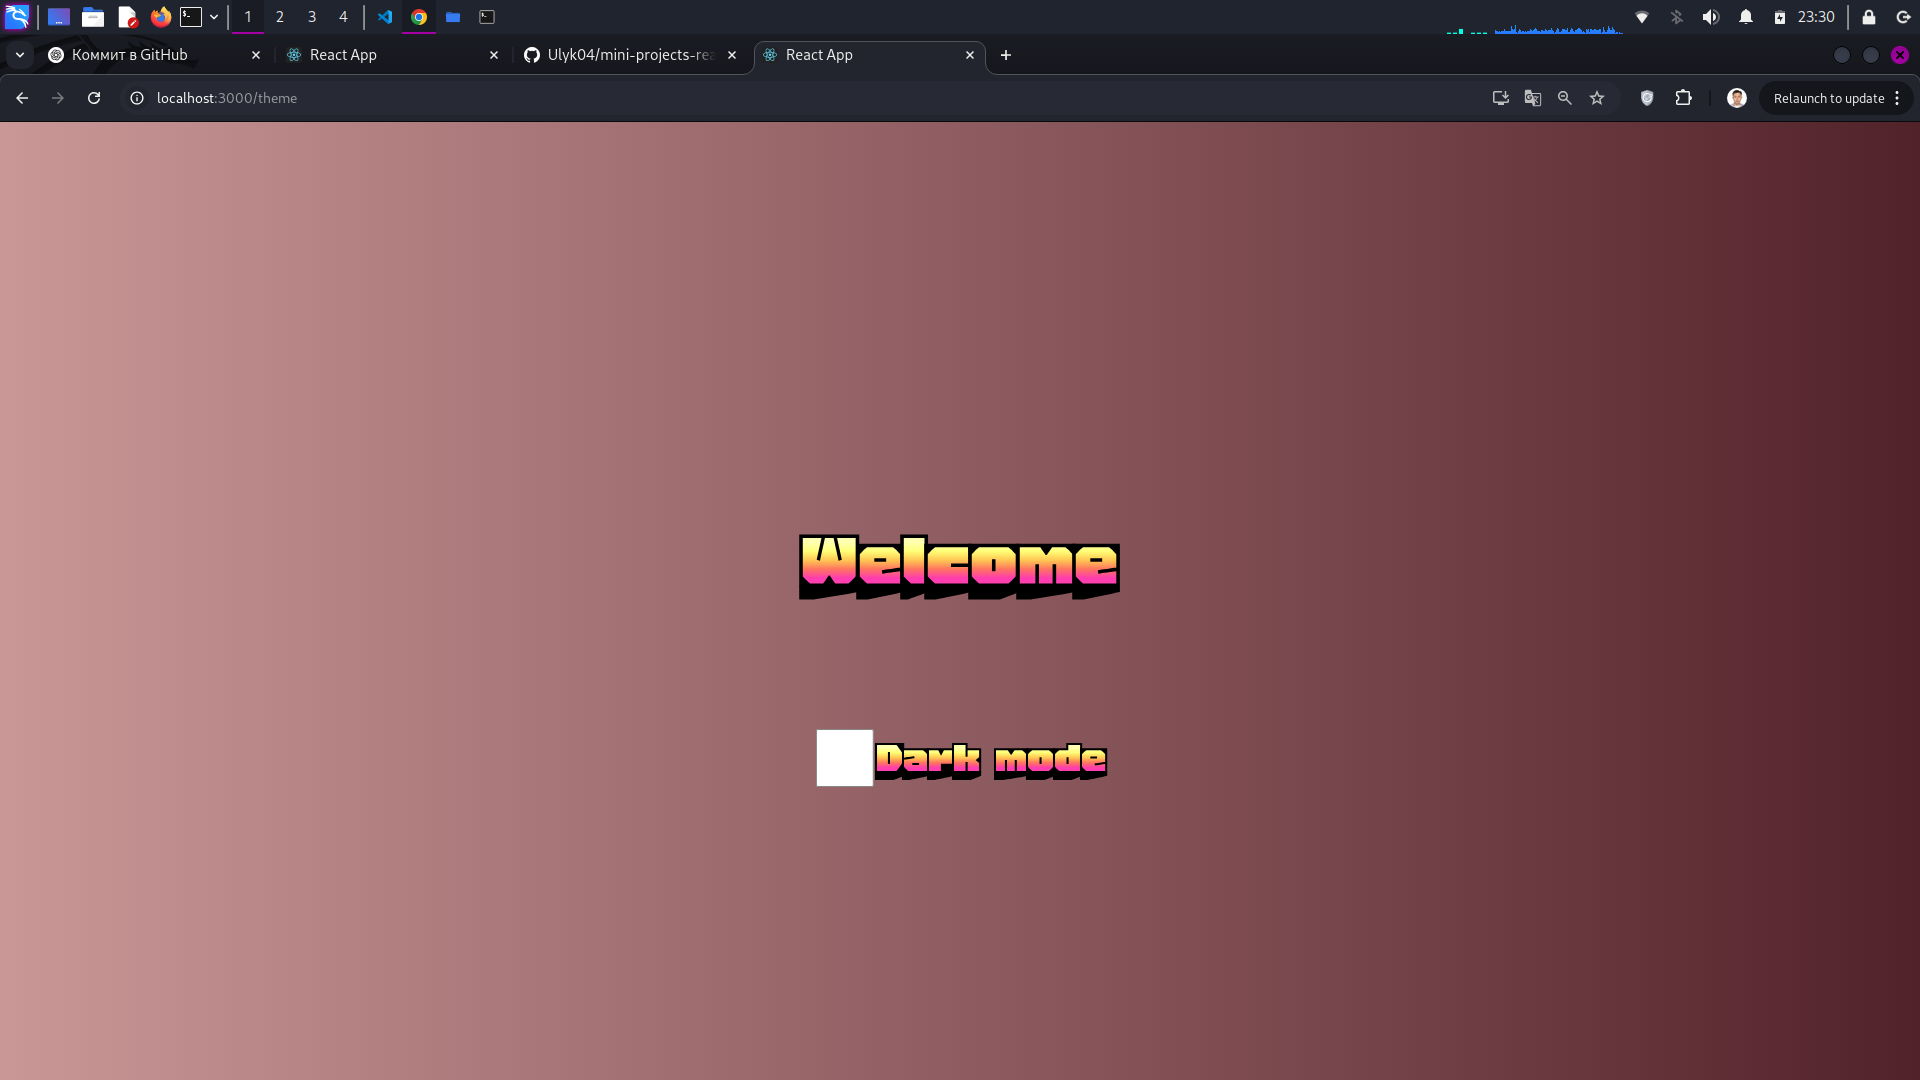 1 2 3 4 23:30
Коммит в GitHub React App Ulyk04/mini-projects-rea React App
localhost:3000/theme Relaunch to update
Welcome
Dark mode